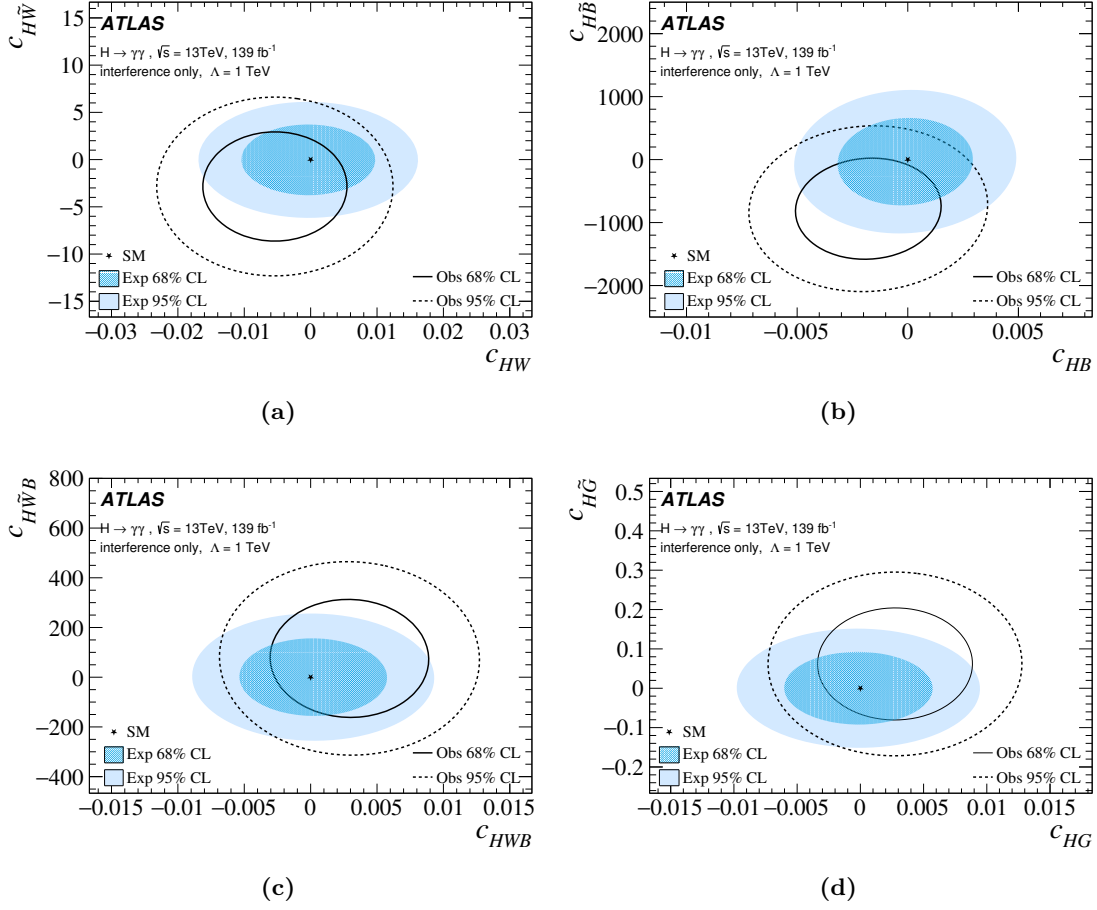 c_{H\tilde{W}}
15
10
5
0
−5
−10
−15
ATLAS
H → γγ , √s = 13TeV, 139 fb⁻¹
interference only, Λ = 1 TeV
SM
Exp 68% CL
Exp 95% CL
Obs 68% CL
Obs 95% CL
−0.03 −0.02 −0.01 0 0.01 0.02 0.03
c_{HW}
(a)
c_{H\tilde{B}}
2000
1000
0
−1000
−2000
ATLAS
H → γγ , √s = 13TeV, 139 fb⁻¹
interference only, Λ = 1 TeV
SM
Exp 68% CL
Exp 95% CL
Obs 68% CL
Obs 95% CL
−0.01 −0.005 0 0.005
c_{HB}
(b)
c_{H\tilde{W}B}
800
600
400
200
0
−200
−400
ATLAS
H → γγ , √s = 13TeV, 139 fb⁻¹
interference only, Λ = 1 TeV
SM
Exp 68% CL
Exp 95% CL
Obs 68% CL
Obs 95% CL
−0.015 −0.01 −0.005 0 0.005 0.01 0.015
c_{HWB}
(c)
c_{H\tilde{G}}
0.5
0.4
0.3
0.2
0.1
0
−0.1
−0.2
ATLAS
H → γγ , √s = 13TeV, 139 fb⁻¹
interference only, Λ = 1 TeV
SM
Exp 68% CL
Exp 95% CL
Obs 68% CL
Obs 95% CL
−0.015 −0.01 −0.005 0 0.005 0.01 0.015
c_{HG}
(d)